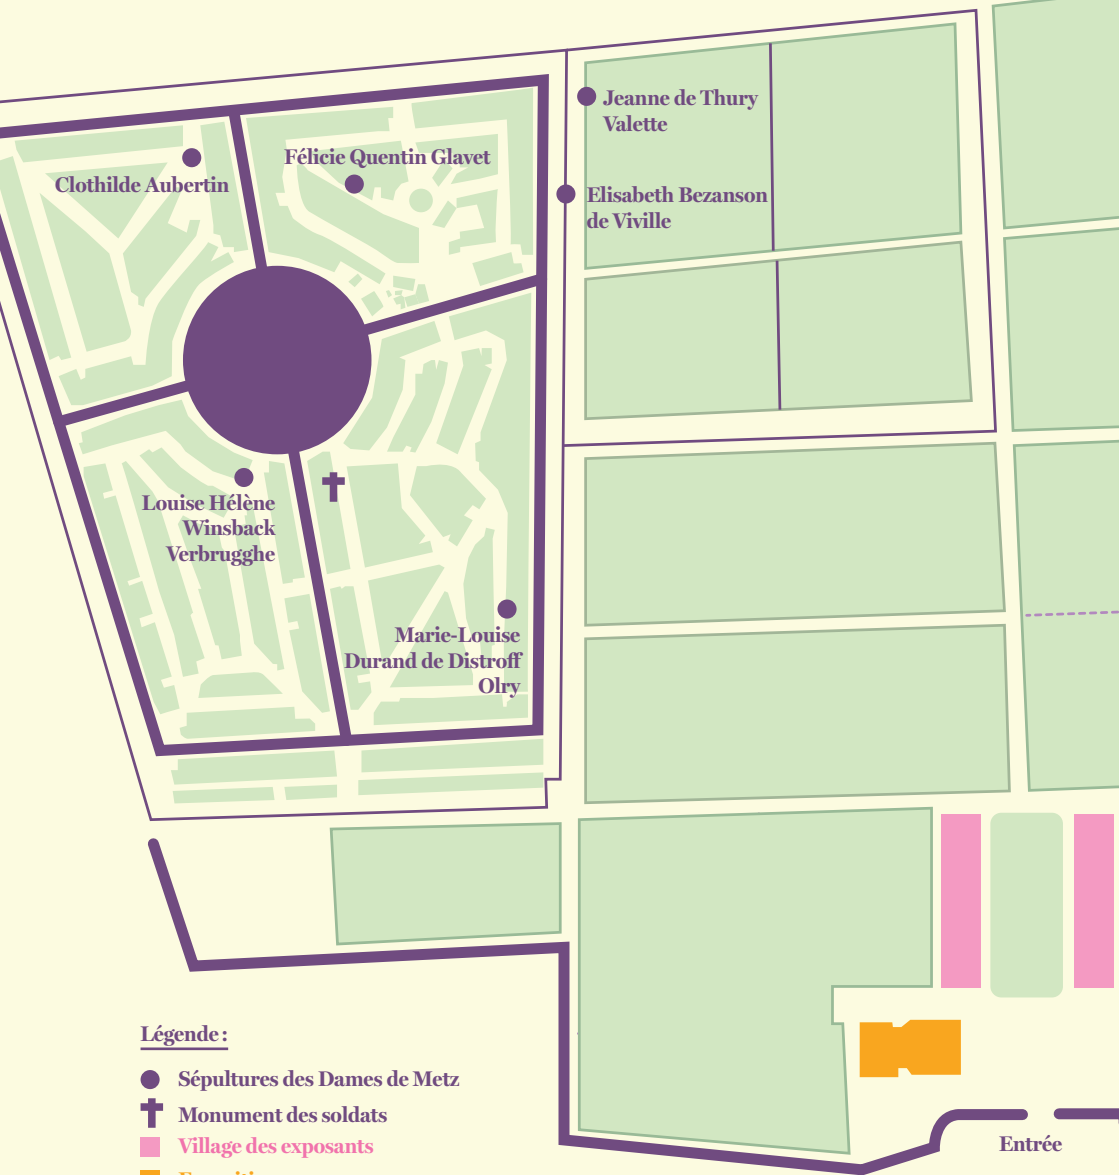 Jeanne de Thury
Valette
Félicie Quentin Glavet
Clothilde Aubertin
Elisabeth Bezanson
de Viville
Louise Hélène
Winsback
Verbrugghe
Marie-Louise
Durand de Distroff
Olry
Légende :
Sépultures des Dames de Metz
Monument des soldats
Village des exposants
Entrée